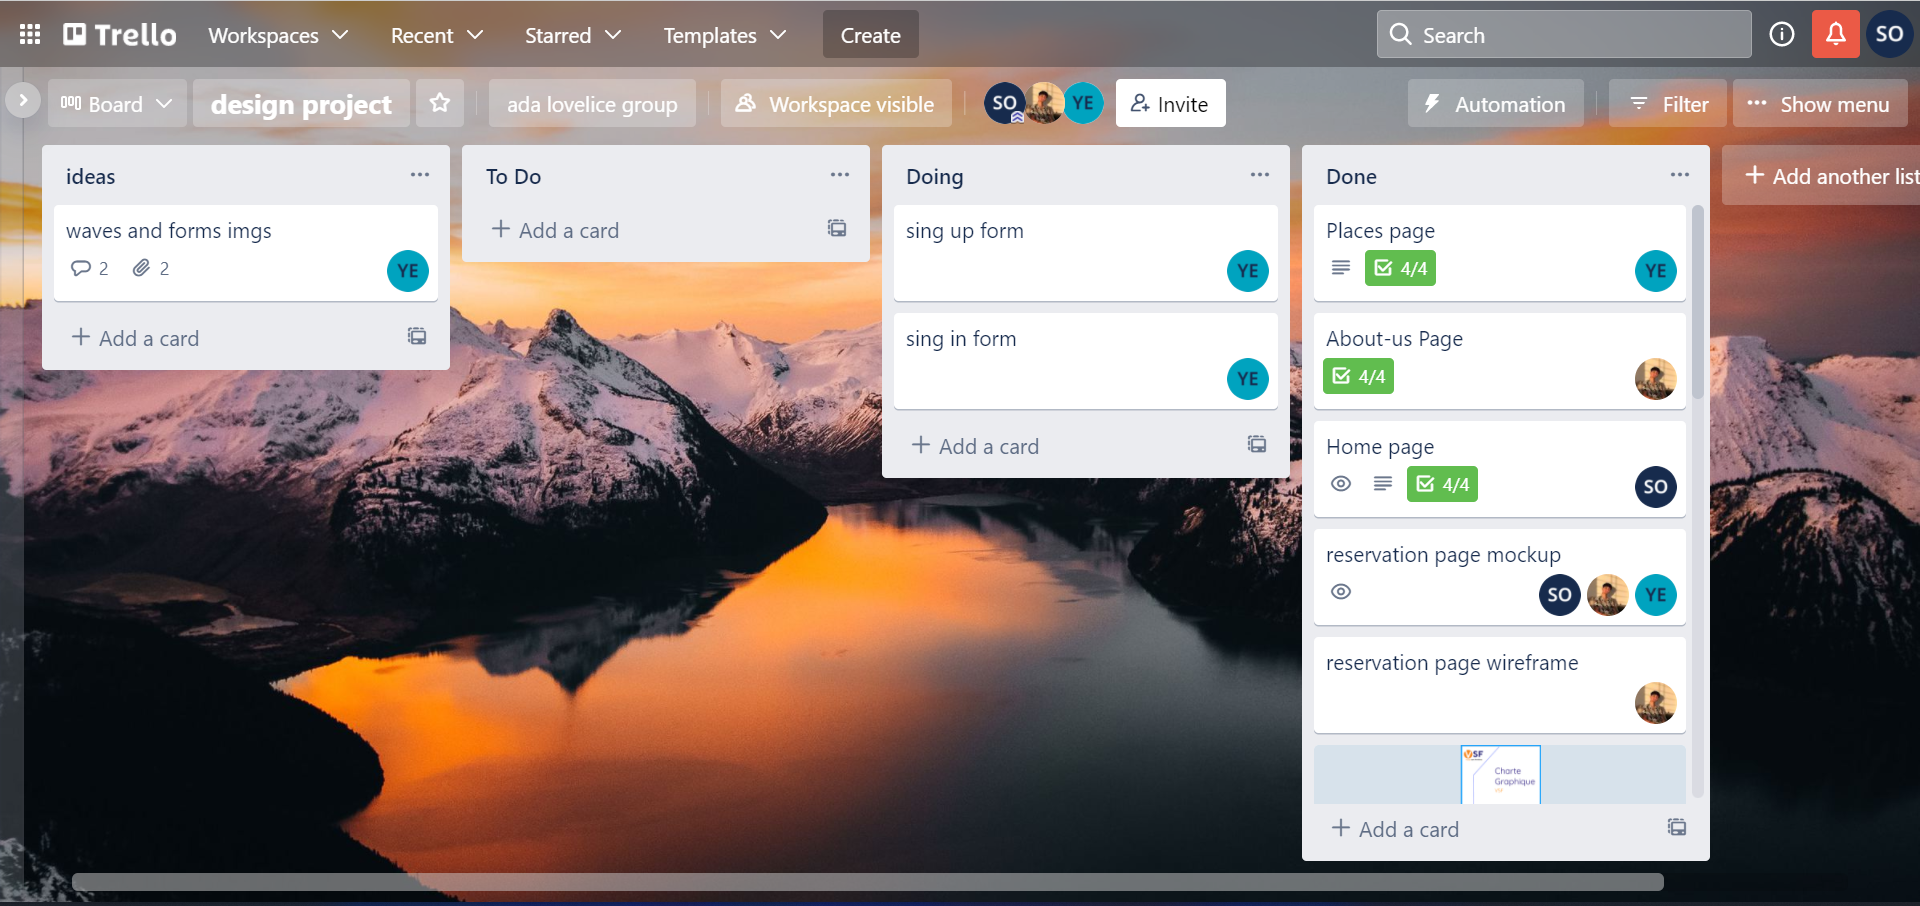 Trello Workspaces Recent Starred Templates Create Search SO
Board design project ada lovelice group Workspace visible SO YE Invite Automation Filter Show menu
ideas
waves and forms imgs
2 2 YE
Add a card
To Do
Add a card
Doing
sing up form
YE
sing in form
YE
Add a card
Done
Places page
4/4 YE
About-us Page
4/4
Home page
4/4 SO
reservation page mockup
SO YE
reservation page wireframe
SF
Charte
Graphique
Add a card
Add another list